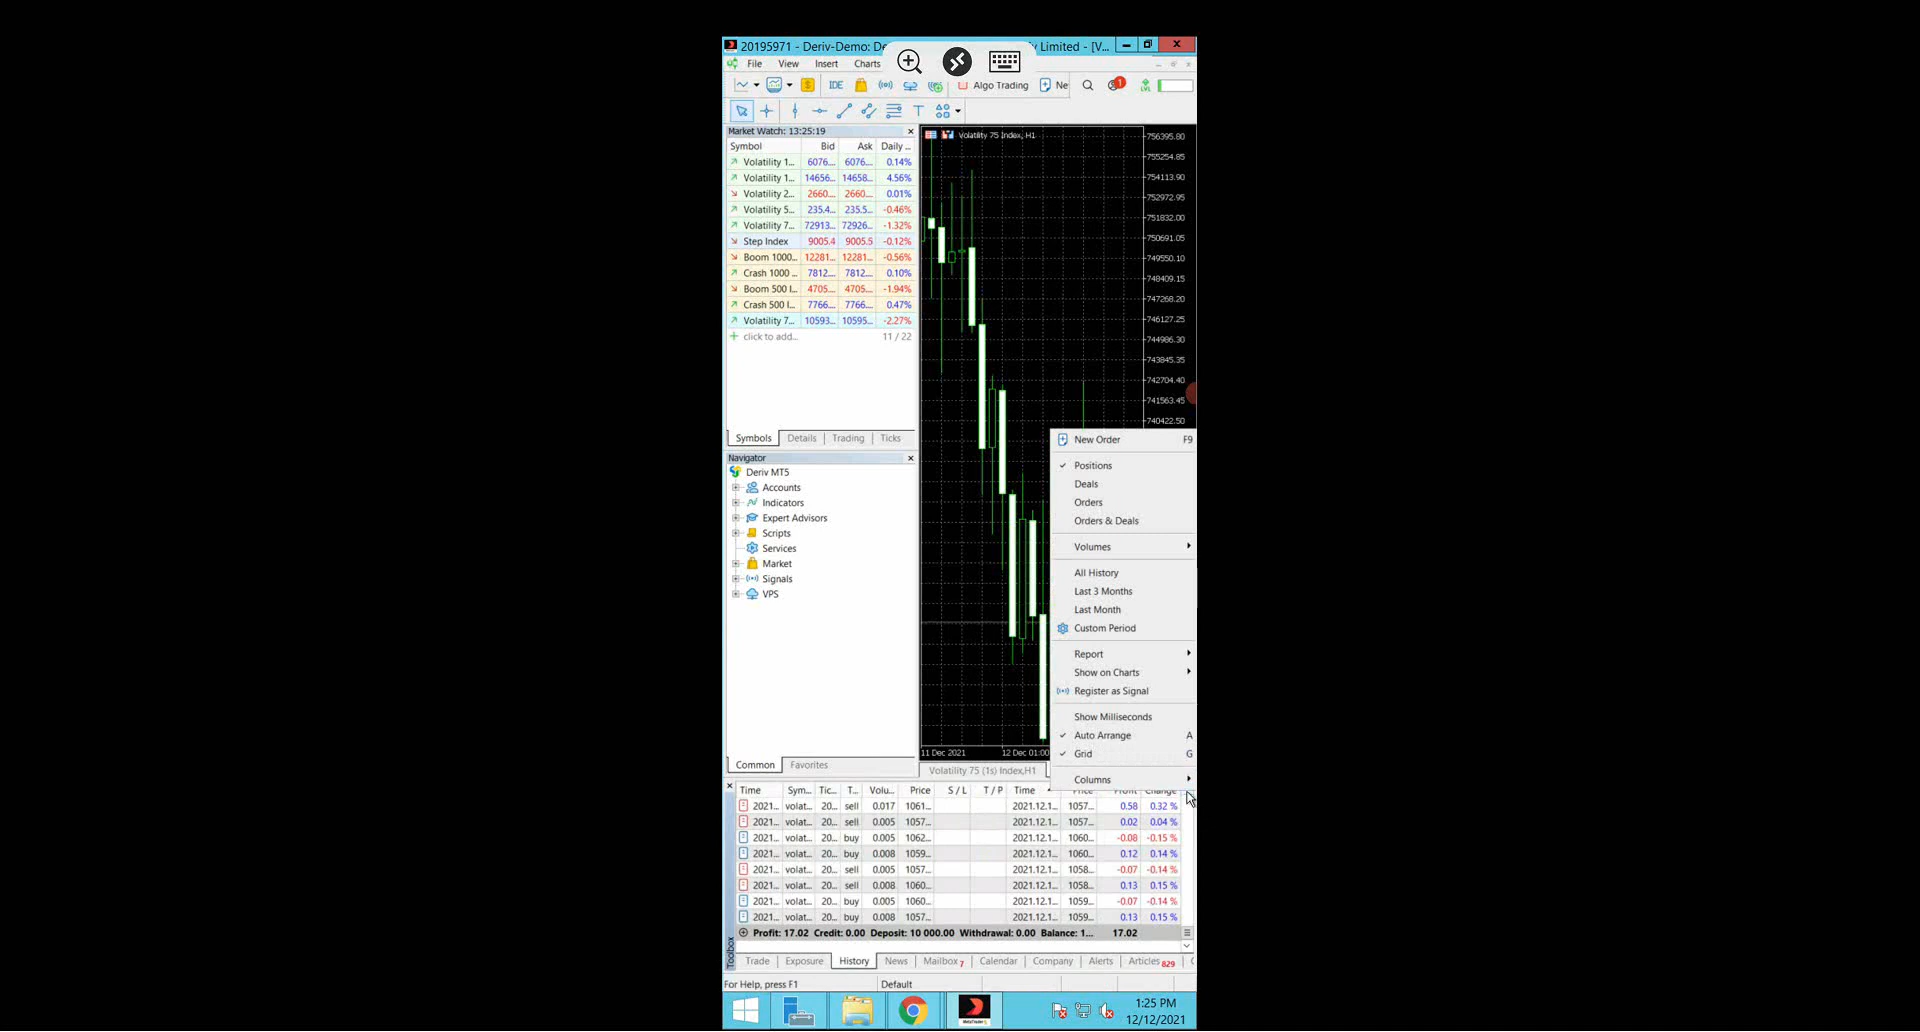 20195971 - Deriv-Demo: De
y Limited - [V...
File View Insert Charts
IDE Algo Trading Ne 1
Market Watch: 13:25:19
Symbol Bid Ask Daily ...
Volatility 1... 6076.... 6076.... 0.14%
Volatility 1... 14656... 14658... 4.56%
Volatility 2... 2660.... 2660.... 0.01%
Volatility 5... 235.4... 235.5... -0.46%
Volatility 7... 72913... 72926... -1.32%
Step Index 9005.4 9005.5 -0.12%
Boom 1000... 12281... 12281... -0.56%
Crash 1000 ... 7812.... 7812.... 0.10%
Boom 500 I... 4705.... 4705.... -1.94%
Crash 500 I... 7766.... 7766.... 0.47%
Volatility 7... 10593... 10595... -2.27%
click to add... 11 / 22
Symbols Details Trading Ticks
Navigator
Deriv MT5
Accounts
Indicators
Expert Advisors
Scripts
Services
Market
Signals
VPS
Common Favorites
Volatility 75 Index, H1
756395.80
755254.85
754113.90
752972.95
751832.00
750691.05
749550.10
748409.15
747268.20
746127.25
744986.30
743845.35
742704.40
741563.45
740422.50
11 Dec 2021 12 Dec 01:00
Volatility 75 (1s) Index,H1
New Order F9
Positions
Deals
Orders
Orders & Deals
Volumes
All History
Last 3 Months
Last Month
Custom Period
Report
Show on Charts
Register as Signal
Show Milliseconds
Auto Arrange A
Grid G
Columns
Time Sym... Tic... T... Volu... Price S / L T / P Time Price Profit Change
2021.... volat... 20... sell 0.017 1061... 2021.12.1... 1057... 0.58 0.32 %
2021.... volat... 20... sell 0.005 1057... 2021.12.1... 1057... 0.02 0.04 %
2021.... volat... 20... buy 0.005 1062... 2021.12.1... 1060... -0.08 -0.15 %
2021.... volat... 20... buy 0.008 1059... 2021.12.1... 1060... 0.12 0.14 %
2021.... volat... 20... sell 0.005 1057... 2021.12.1... 1058... -0.07 -0.14 %
2021.... volat... 20... sell 0.008 1060... 2021.12.1... 1058... 0.13 0.15 %
2021.... volat... 20... buy 0.005 1060... 2021.12.1... 1059... -0.07 -0.14 %
2021.... volat... 20... buy 0.008 1057... 2021.12.1... 1059... 0.13 0.15 %
Profit: 17.02 Credit: 0.00 Deposit: 10 000.00 Withdrawal: 0.00 Balance: 1... 17.02
Toolbox
Trade Exposure History News Mailbox 7 Calendar Company Alerts Articles 829
For Help, press F1 Default
1:25 PM
12/12/2021